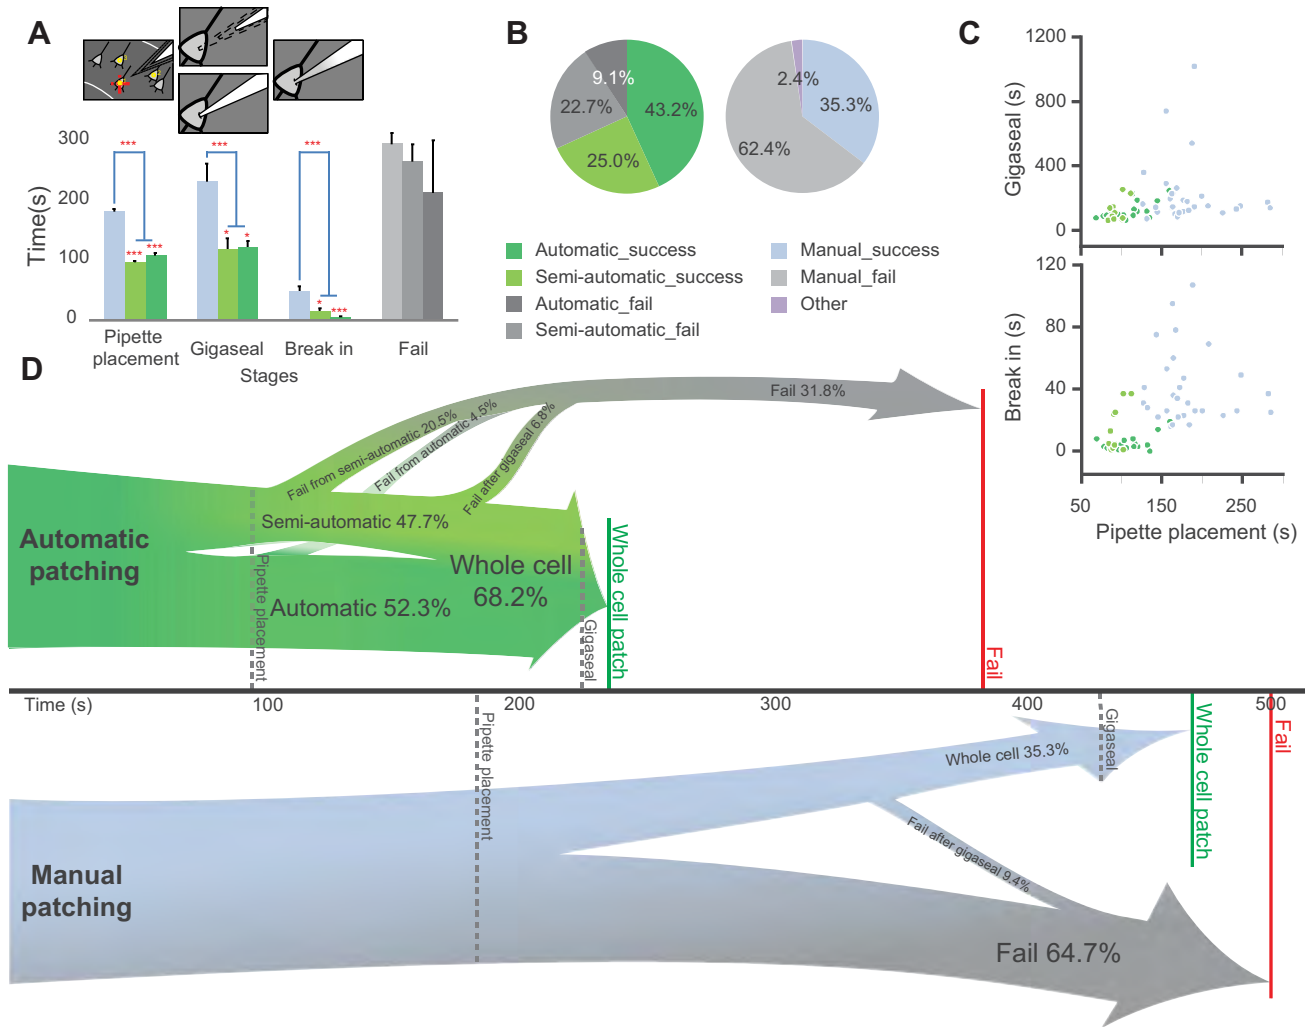 A
Time(s)
300
200
100
0
***
***
***
***
***
*
*
*
***
Pipette
placement
Gigaseal
Break in
Fail
Stages
B
9.1%
43.2%
22.7%
25.0%
2.4%
35.3%
62.4%
Automatic_success
Semi-automatic_success
Automatic_fail
Semi-automatic_fail
Manual_success
Manual_fail
Other
C
Gigaseal (s)
1200
800
400
0
Break in (s)
120
80
40
0
50
150
250
Pipette placement (s)
D
Fail 31.8%
Fail from semi-automatic 20.5%
Fail from automatic 4.5%
Fail after gigaseal 6.8%
Semi-automatic 47.7%
Automatic
patching
Whole cell
68.2%
Automatic 52.3%
Pipette placement
Gigaseal
Whole cell patch
Fail
Time (s)
100
200
300
400
500
Pipette placement
Gigaseal
Whole cell patch
Fail
Whole cell 35.3%
Fail after gigaseal 9.4%
Manual
patching
Fail 64.7%